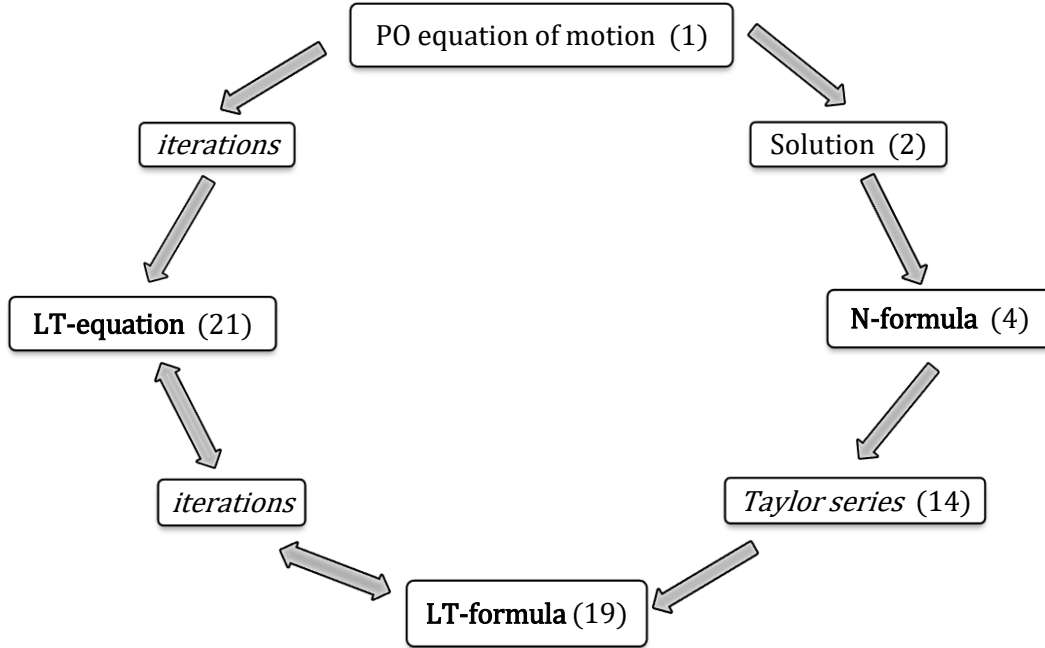 PO equation of motion (1)
iterations
Solution (2)
LT-equation (21)
N-formula (4)
iterations
Taylor series (14)
LT-formula (19)